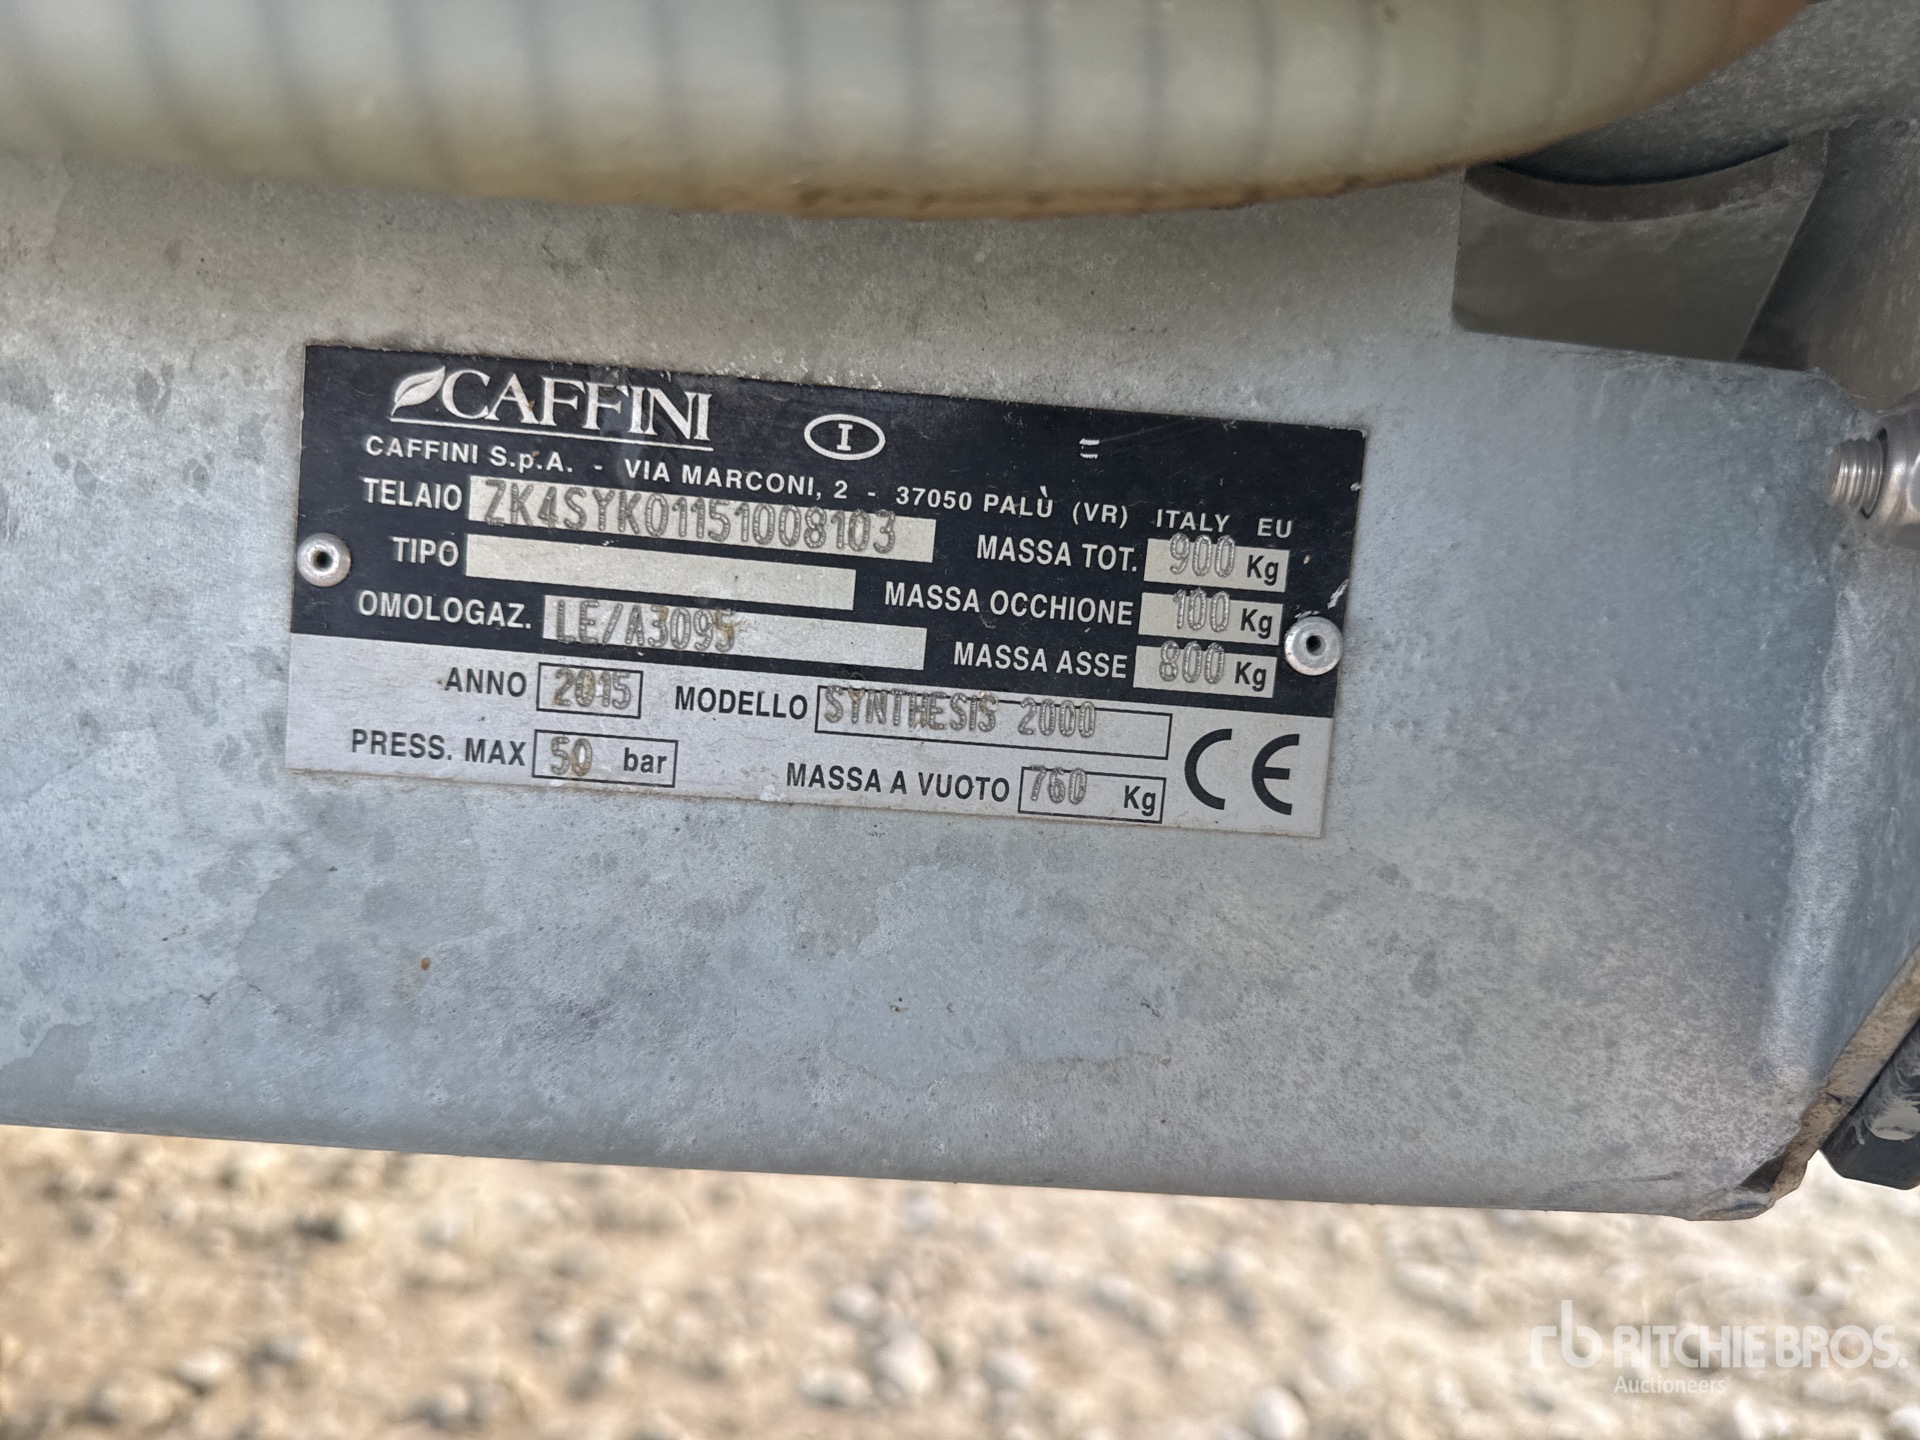 CAFFINI
I
CAFFINI S.p.A. - VIA MARCONI, 2 - 37050 PALÙ (VR) ITALY EU
TELAIO ZK4SYK01151008103 MASSA TOT. 900 Kg
TIPO MASSA OCCHIONE 100 Kg
OMOLOGAZ. LE/A3095 MASSA ASSE 800 Kg
ANNO 2015 MODELLO SYNTHESIS 2000
PRESS. MAX 50 bar MASSA A VUOTO 760 Kg CE
rb RITCHIE BROS.
Auctioneers